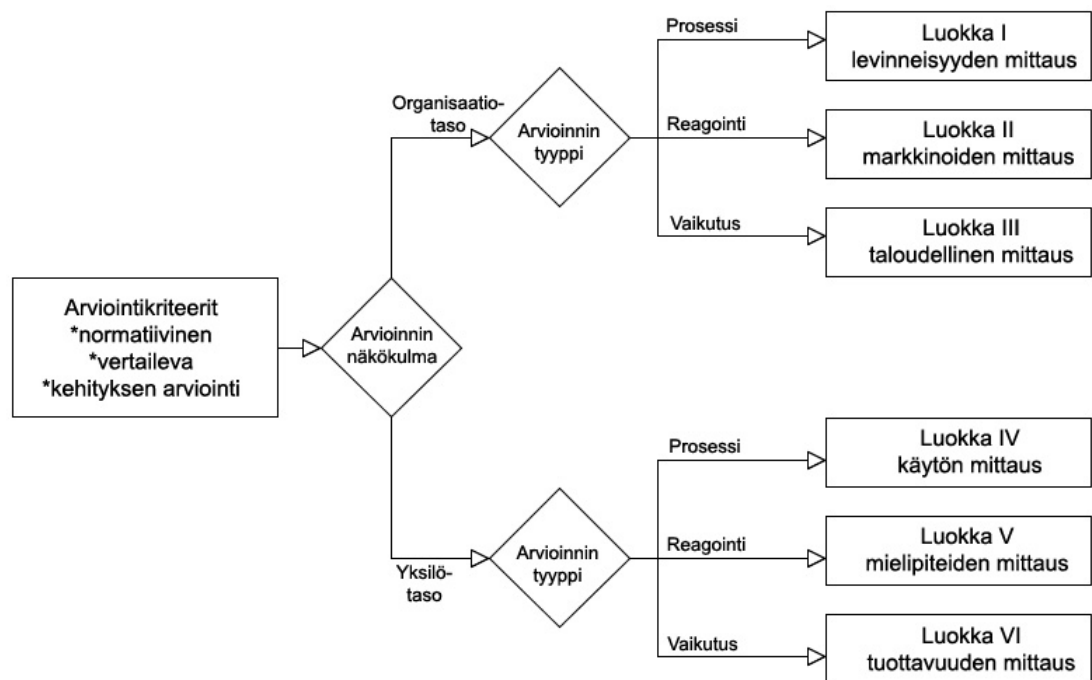 Arviointikriteerit
*normatiivinen
*vertaileva
*kehityksen arviointi
Arvioinnin
näkökulma
Organisaatio-
taso
Arvioinnin
tyyppi
Prosessi
Luokka I
levinneisyyden mittaus
Reagointi
Luokka II
markkinoiden mittaus
Vaikutus
Luokka III
taloudellinen mittaus
Yksilö-
taso
Arvioinnin
tyyppi
Prosessi
Luokka IV
käytön mittaus
Reagointi
Luokka V
mielipiteiden mittaus
Vaikutus
Luokka VI
tuottavuuden mittaus